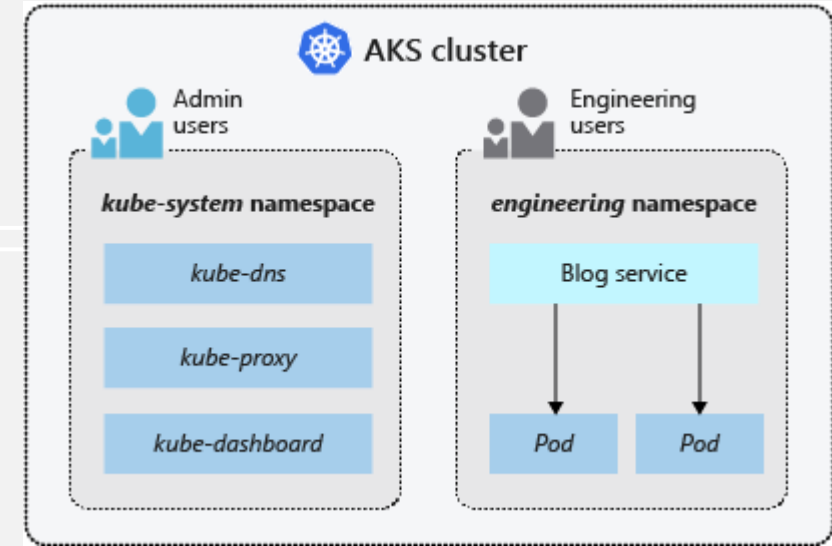 AKS cluster
Admin
users
kube-system namespace
kube-dns
kube-proxy
kube-dashboard
Engineering
users
engineering namespace
Blog service
Pod
Pod